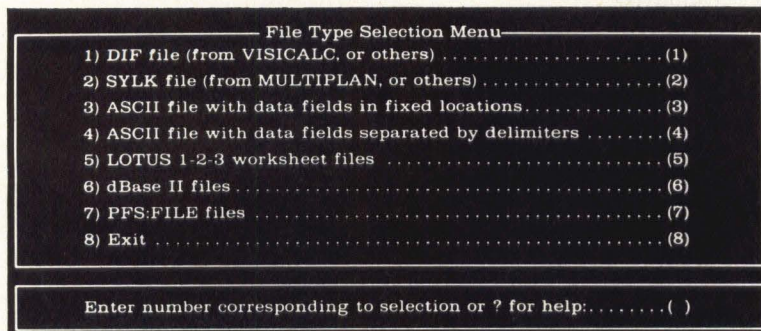 File Type Selection Menu
1) DIF file (from VISICALC, or others) ..........................(1)
2) SYLK file (from MULTIPLAN, or others) ......................(2)
3) ASCII file with data fields in fixed locations................(3)
4) ASCII file with data fields separated by delimiters ........(4)
5) LOTUS 1-2-3 worksheet files ................................(5)
6) dBase II files ...............................................(6)
7) PFS:FILE files .............................................(7)
8) Exit ........................................................(8)
Enter number corresponding to selection or ? for help:........( )